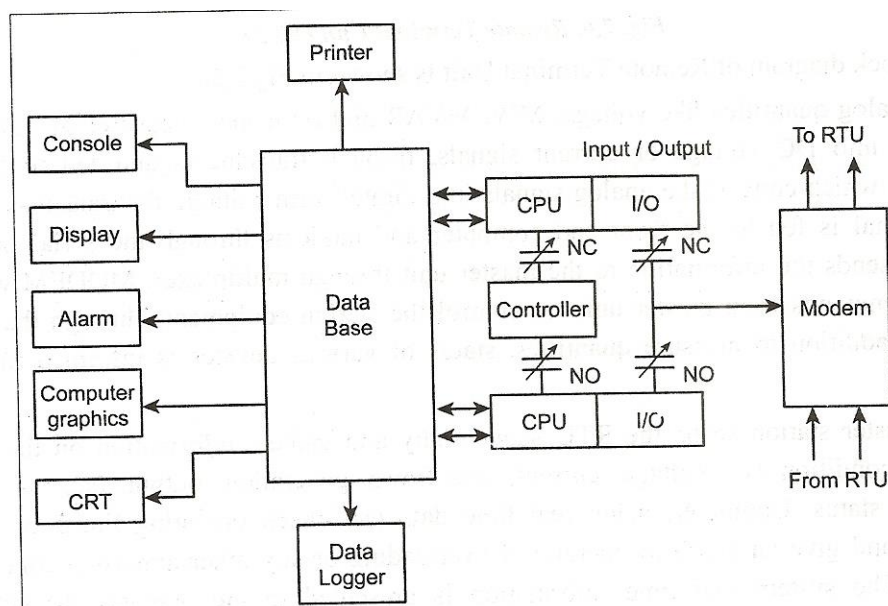 Printer
Console
Display
Alarm
Computer
graphics
CRT
Data
Base
Data
Logger
Input / Output
CPU
I/O
NC
NC
Controller
NO
NO
CPU
I/O
To RTU
Modem
From RTU